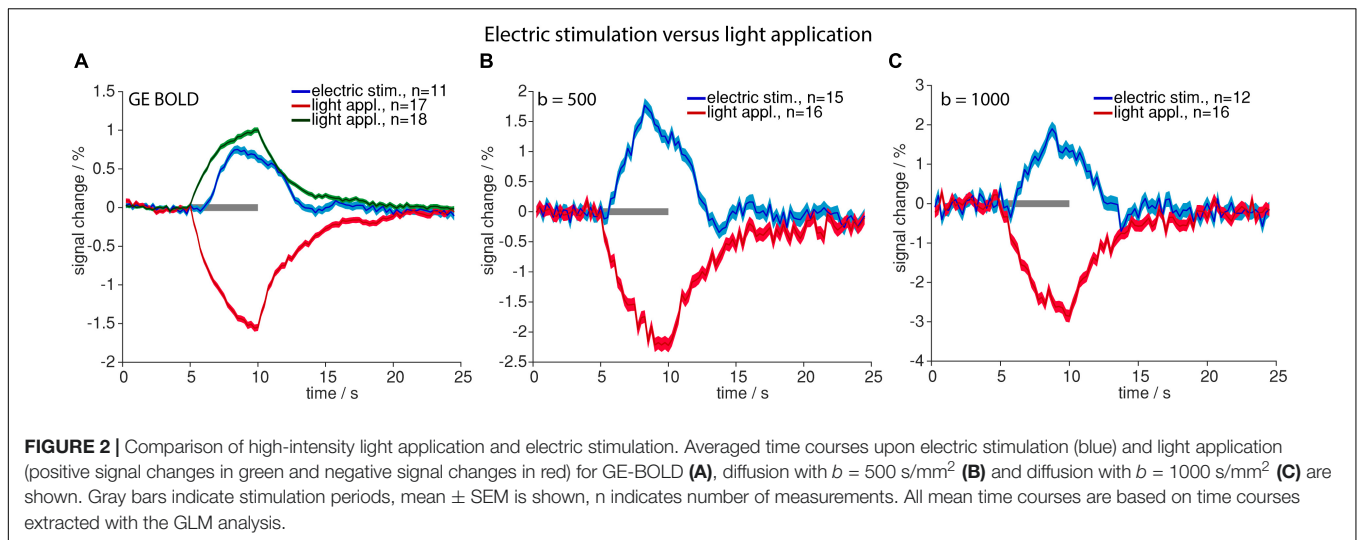 Electric stimulation versus light application
A
GE BOLD
electric stim., n=11
light appl., n=17
light appl., n=18
signal change / %
1.5
1
0.5
0
-0.5
-1
-1.5
-2
0 5 10 15 20 25
time / s
B
b = 500
electric stim., n=15
light appl., n=16
signal change / %
2
1.5
1
0.5
0
-0.5
-1
-1.5
-2
-2.5
0 5 10 15 20 25
time / s
C
b = 1000
electric stim., n=12
light appl., n=16
signal change / %
3
2
1
0
-1
-2
-3
-4
0 5 10 15 20 25
time / s
FIGURE 2 | Comparison of high-intensity light application and electric stimulation. Averaged time courses upon electric stimulation (blue) and light application
(positive signal changes in green and negative signal changes in red) for GE-BOLD (A), diffusion with b = 500 s/mm² (B) and diffusion with b = 1000 s/mm² (C) are
shown. Gray bars indicate stimulation periods, mean ± SEM is shown, n indicates number of measurements. All mean time courses are based on time courses
extracted with the GLM analysis.